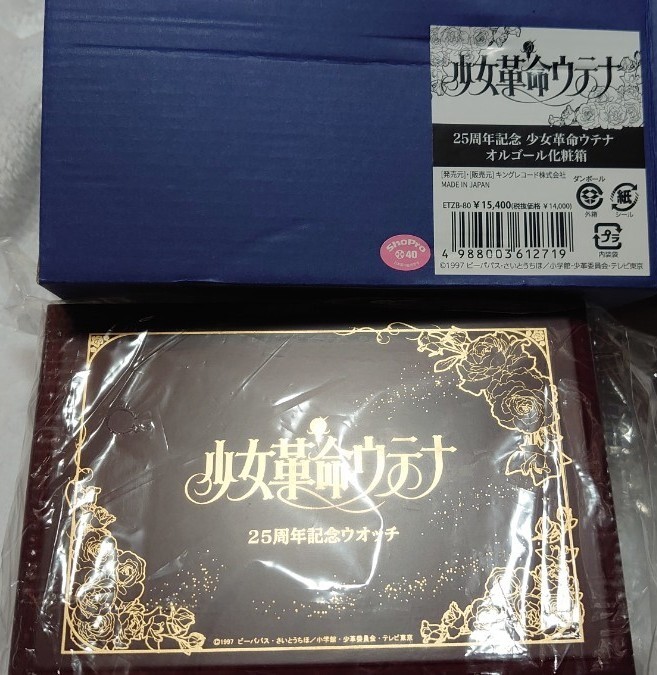 少女革命ウテナ
25周年記念 少女革命ウテナ
オルゴール化粧箱
[発売元]・[販売元] キングレコード株式会社
MADE IN JAPAN
ETZB-80 ¥15,400(税抜価格 ¥14,000)
4 988003 612719
ダンボール
外箱
紙
シール
プラ
内装袋
©1997 ビーパパス・さいとうちほ/小学館・少革委員会・テレビ東京
ShoPro
40
少女革命ウテナ
25周年記念ウオッチ
©1997 ビーパパス・さいとうちほ/小学館・少革委員会・テレビ東京